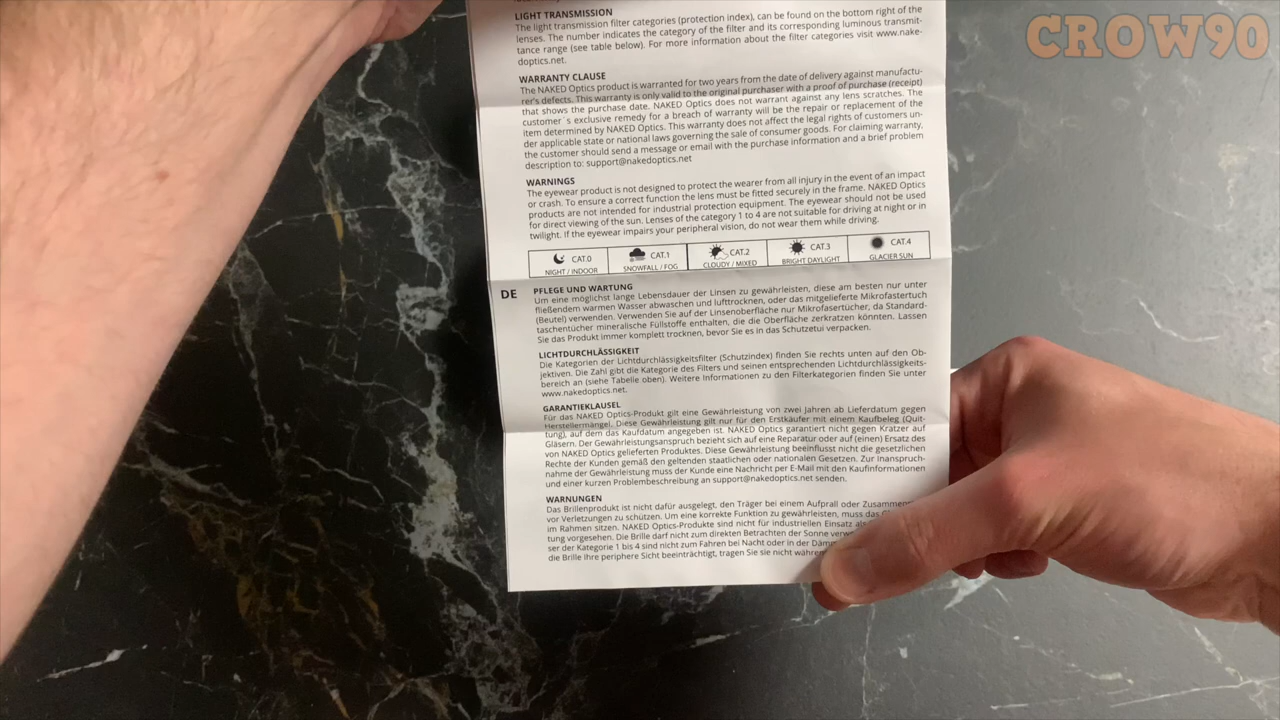 CROW90
LIGHT TRANSMISSION
The light transmission filter categories (protection index), can be found on the bottom right of the
lenses. The number indicates the category of the filter and its corresponding luminous transmit-
tance range (see table below). For more information about the filter categories visit www.nake-
doptics.net.
WARRANTY CLAUSE
The NAKED Optics product is warranted for two years from the date of delivery against manufactu-
rer's defects. This warranty is only valid to the original purchaser with a proof of purchase (receipt)
that shows the purchase date. NAKED Optics does not warrant against any lens scratches. The
customer´s exclusive remedy for a breach of warranty will be the repair or replacement of the
item determined by NAKED Optics. This warranty does not affect the legal rights of customers un-
der applicable state or national laws governing the sale of consumer goods. For claiming warranty,
the customer should send a message or email with the purchase information and a brief problem
description to: support@nakedoptics.net
WARNINGS
The eyewear product is not designed to protect the wearer from all injury in the event of an impact
or crash. To ensure a correct function the lens must be fitted securely in the frame. NAKED Optics
products are not intended for industrial protection equipment. The eyewear should not be used
for direct viewing of the sun. Lenses of the category 1 to 4 are not suitable for driving at night or in
twilight. If the eyewear impairs your peripheral vision, do not wear them while driving.
CAT.0 CAT.1 CAT.2 CAT.3 CAT.4
NIGHT / INDOOR SNOWFALL / FOG CLOUDY / MIXED BRIGHT DAYLIGHT GLACIER SUN
DE PFLEGE UND WARTUNG
Um eine möglichst lange Lebensdauer der Linsen zu gewährleisten, diese am besten nur unter
fließendem warmen Wasser abwaschen und lufttrocknen, oder das mitgelieferte Mikrofastertuch
(Beutel) verwenden. Verwenden Sie auf der Linsenoberfläche nur Mikrofasertücher, da Standard-
taschentücher mineralische Füllstoffe enthalten, die die Oberfläche zerkratzen könnten. Lassen
Sie das Produkt immer komplett trocknen, bevor Sie es in das Schutzetui verpacken.
LICHTDURCHLÄSSIGKEIT
Die Kategorien der Lichtdurchlässigkeitsfilter (Schutzindex) finden Sie rechts unten auf den Ob-
jektiven. Die Zahl gibt die Kategorie des Filters und seinen entsprechenden Lichtdurchlässigkeits-
bereich an (siehe Tabelle oben). Weitere Informationen zu den Filterkategorien finden Sie unter
www.nakedoptics.net.
GARANTIEKLAUSEL
Für das NAKED Optics-Produkt gilt eine Gewährleistung von zwei Jahren ab Lieferdatum gegen
Herstellermängel. Diese Gewährleistung gilt nur für den Erstkäufer mit einem Kaufbeleg (Quit-
tung), auf dem das Kaufdatum angegeben ist. NAKED Optics garantiert nicht gegen Kratzer auf
Gläsern. Der Gewährleistungsanspruch bezieht sich auf eine Reparatur oder auf (einen) Ersatz des
von NAKED Optics gelieferten Produktes. Diese Gewährleistung beeinflusst nicht die gesetzlichen
Rechte der Kunden gemäß den geltenden staatlichen oder nationalen Gesetzen. Zur Inanspruch-
nahme der Gewährleistung muss der Kunde eine Nachricht per E-Mail mit den Kaufinformationen
und einer kurzen Problembeschreibung an support@nakedoptics.net senden.
WARNUNGEN
Das Brillenprodukt ist nicht dafür ausgelegt, den Träger bei einem Aufprall oder
vor Verletzungen zu schützen. Um eine korrekte Funktion zu gewährleisten, muss das
im Rahmen sitzen. NAKED Optics-Produkte sind nicht für industriellen Einsatz
tung vorgesehen. Die Brille darf nicht zum direkten Betrachten der Sonne
ser der Kategorie 1 bis 4 sind nicht zum Fahren bei Nacht oder in der
die Brille Ihre periphere Sicht beeinträchtigt, tragen Sie sie nicht